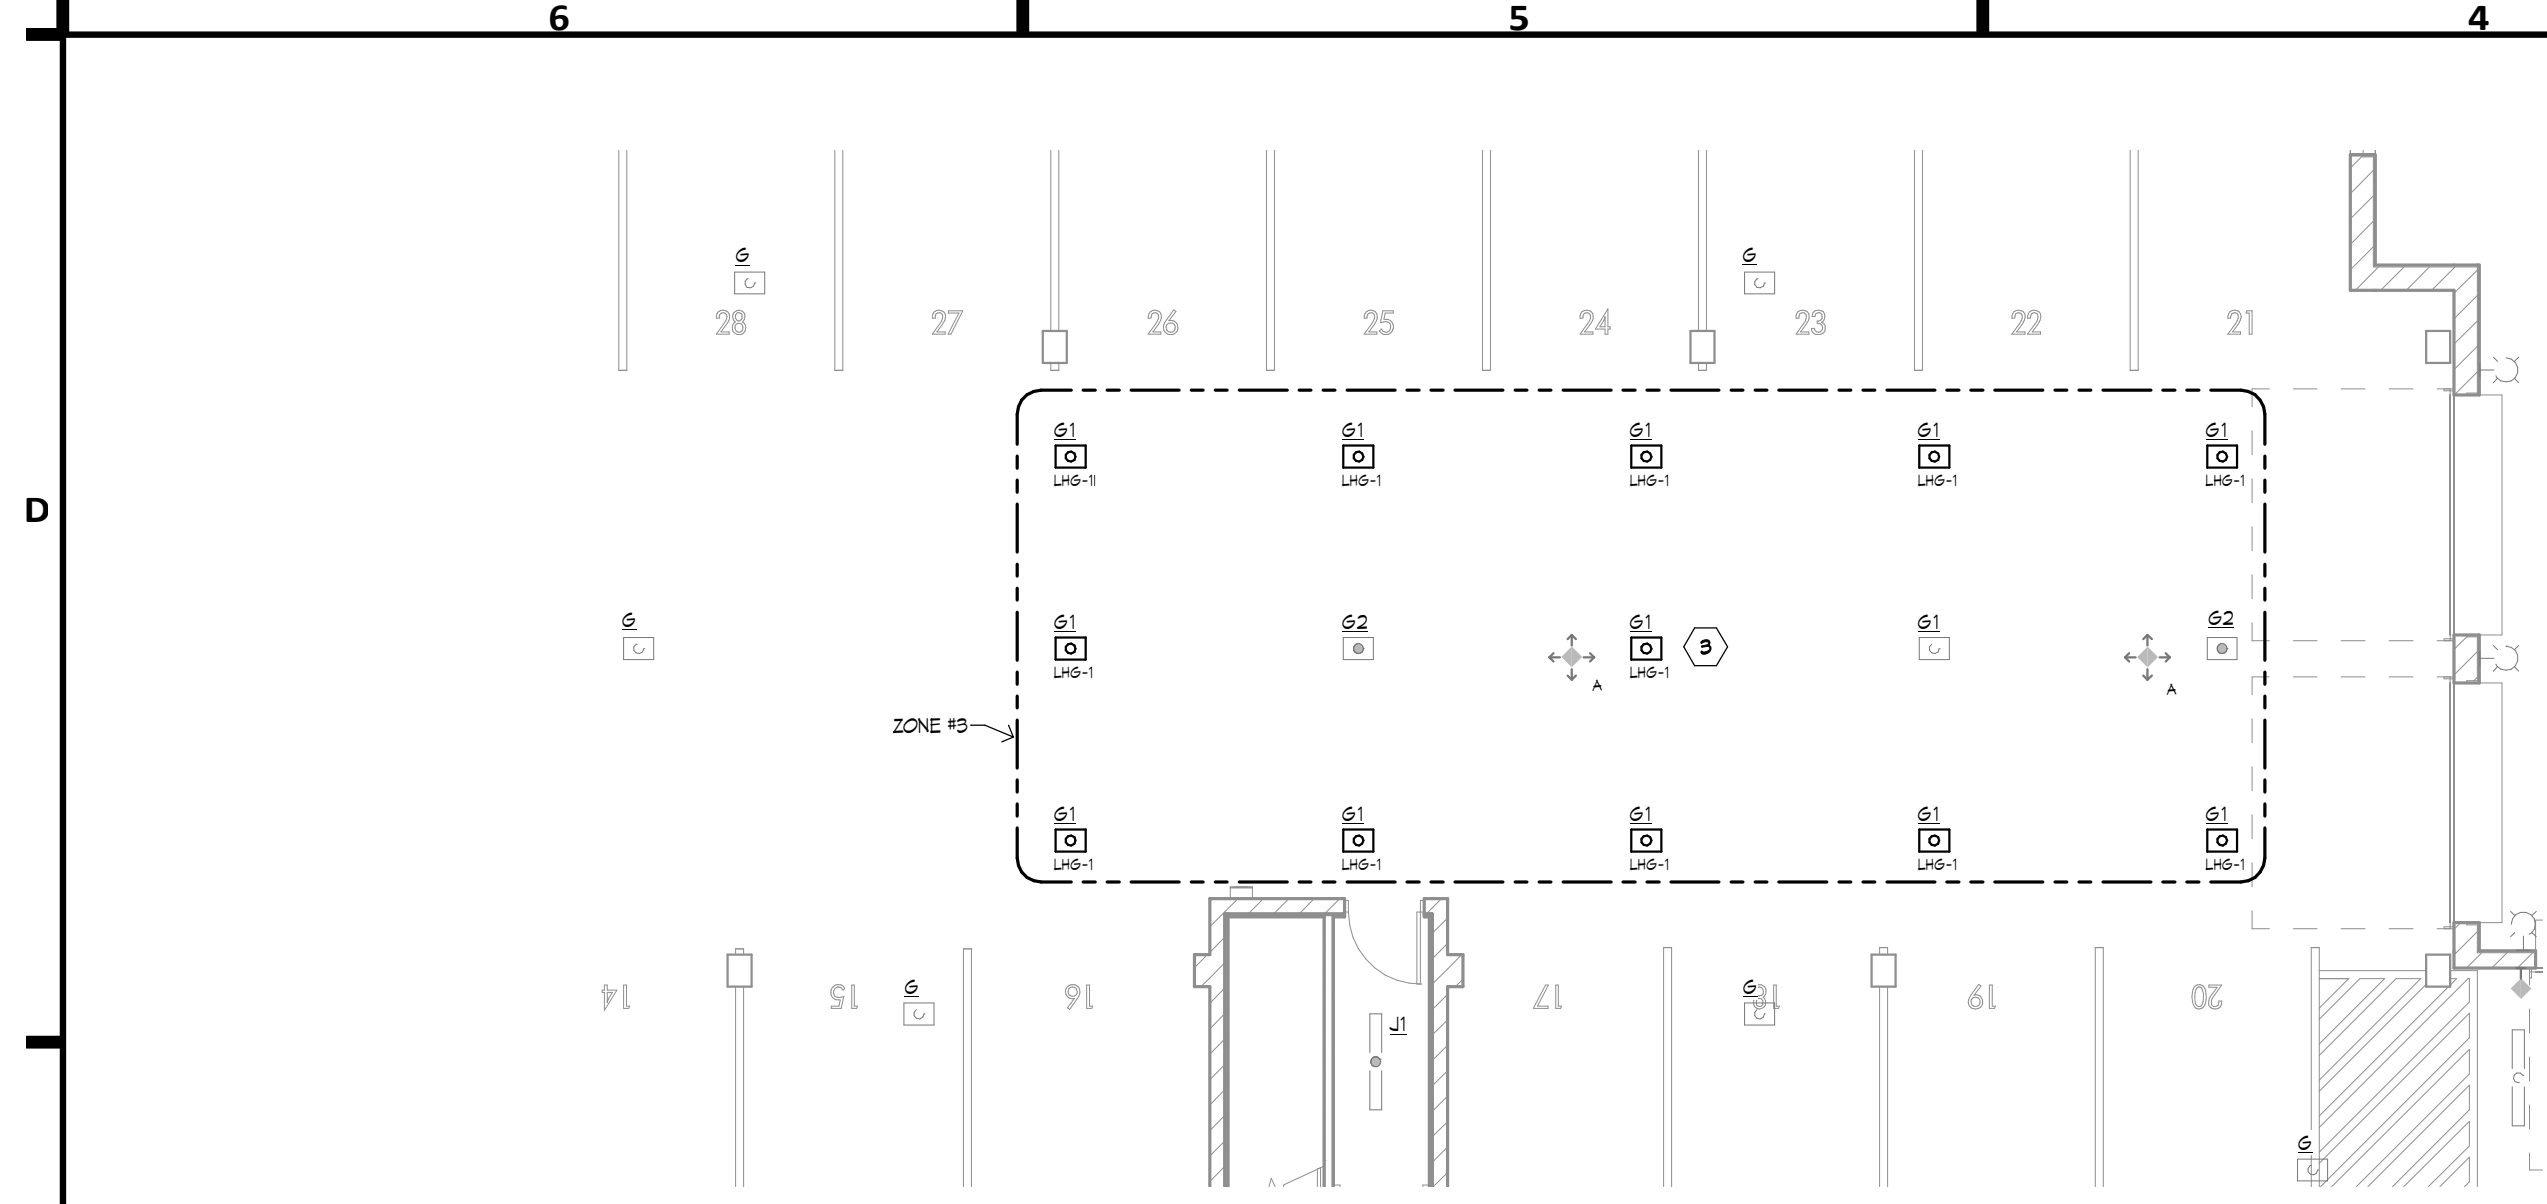 6 5 4
G G
28 27 26 25 24 23 22 21
G1 G1 G1 G1 G1
D
LHG-1 LHG-1 LHG-1 LHG-1 LHG-1
G G1 G2 G1 G1 G2
3
LHG-1 LHG-1
A A
ZONE #3
G1 G1 G1 G1 G1
LHG-1 LHG-1 LHG-1 LHG-1 LHG-1
14 15 G 16 17 G 18 19 20
J1
G